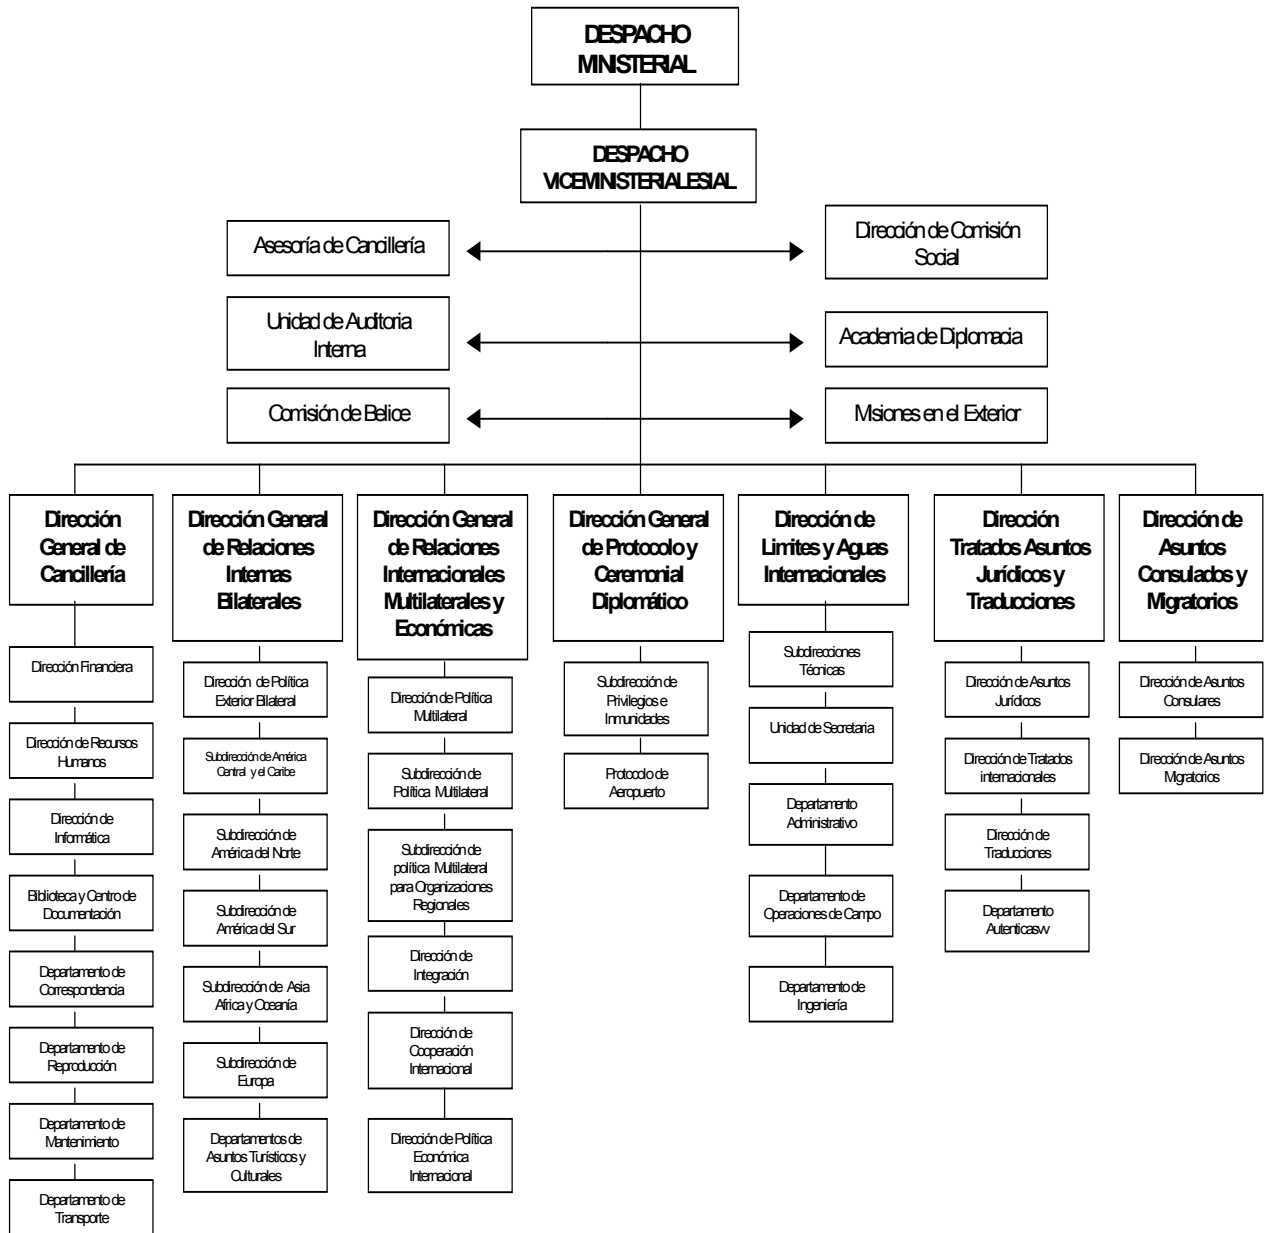 DESPACHO
MINISTERIAL
DESPACHO
VICEMINISTERIALESIAL
Asesoría de Cancillería
Dirección de Comisión
Social
Unidad de Auditoria
Interna
Academia de Diplomacia
Comisión de Belice
Misiones en el Exterior
Dirección
General de
Cancillería
Dirección General
de Relaciones
Internas
Bilaterales
Dirección General
de Relaciones
Internacionales
Multilaterales y
Económicas
Dirección General
de Protocolo y
Ceremonial
Diplomático
Dirección de
Limites y Aguas
Internacionales
Dirección
Tratados Asuntos
Jurídicos y
Traducciones
Dirección de
Asuntos
Consulados y
Migratorios
Dirección Financiera
Dirección de Recursos
Humanos
Dirección de
Informática
Biblioteca y Centro de
Documentación
Departamento de
Correspondencia
Departamento de
Reproducción
Departamento de
Mantenimiento
Departamento de
Transporte
Dirección de Política
Exterior Bilateral
Subdirección de América
Central y el Caribe
Subdirección de
América del Norte
Subdirección de
América del Sur
Subdirección de Asia
Africa y Oceanía
Subdirección de
Europa
Departamentos de
Asuntos Turísticos y
Culturales
Dirección de Política
Multilateral
Subdirección de
Política Multilateral
Subdirección de
política Multilateral
para Organizaciones
Regionales
Dirección de
Integración
Dirección de
Cooperación
Internacional
Dirección de Política
Económica
Internacional
Subdirección de
Privilegios e
Inmunidades
Protocolo de
Aeropuerto
Subdirecciones
Técnicas
Unidad de Secretaria
Departamento
Administrativo
Departamento de
Operaciones de Campo
Departamento de
Ingeniería
Dirección de Asuntos
Jurídicos
Dirección de Tratados
internacionales
Dirección de
Traducciones
Departamento
Autenticasvv
Dirección de Asuntos
Consulares
Dirección de Asuntos
Migratorios